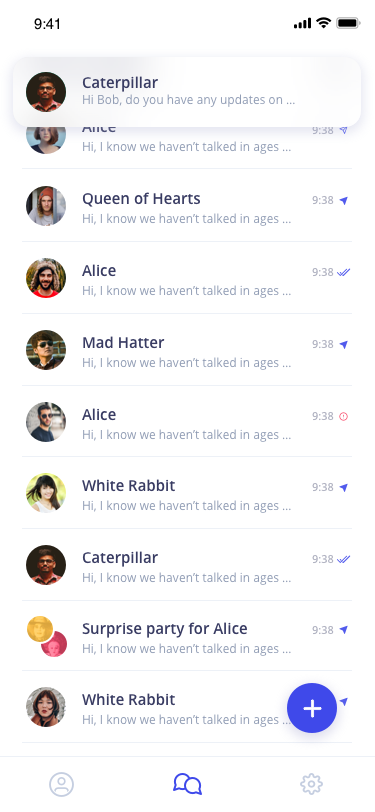 9:41
Caterpillar
Hi Bob, do you have any updates on ...
Alice 9:38
Hi, I know we haven’t talked in ages ...
Queen of Hearts 9:38
Hi, I know we haven’t talked in ages ...
Alice 9:38
Hi, I know we haven’t talked in ages ...
Mad Hatter 9:38
Hi, I know we haven’t talked in ages ...
Alice 9:38
Hi, I know we haven’t talked in ages ...
White Rabbit 9:38
Hi, I know we haven’t talked in ages ...
Caterpillar 9:38
Hi, I know we haven’t talked in ages ...
Surprise party for Alice 9:38
Hi, I know we haven’t talked in ages ...
White Rabbit
Hi, I know we haven’t talked in ages ...